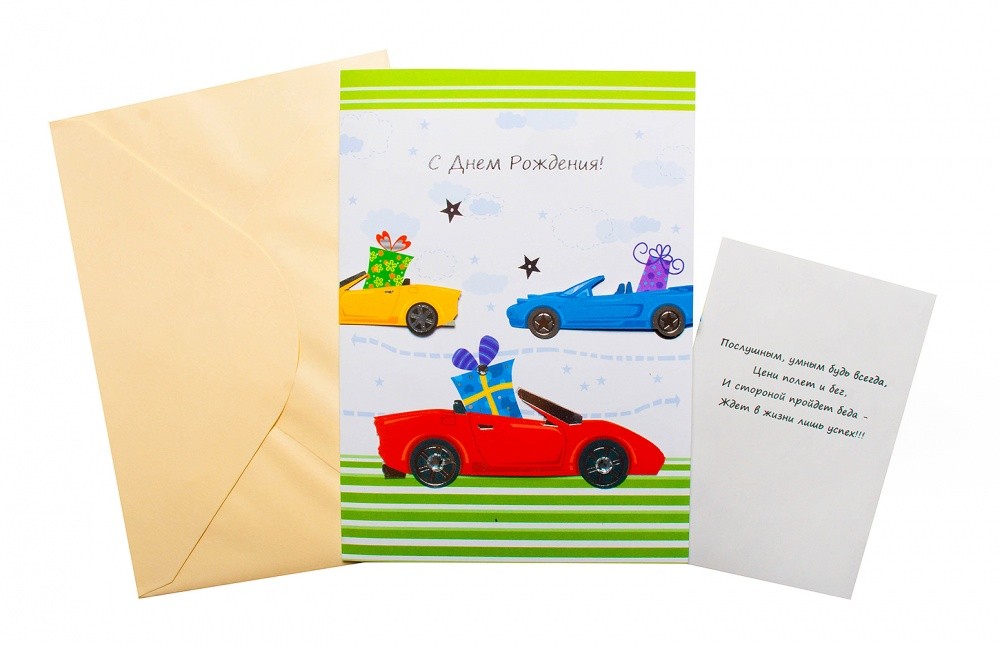 С Днем Рождения!
Послушным, умным будь всегда,
Цени полет и бег,
И стороной пройдет беда -
Ждет в жизни лишь успех!!!